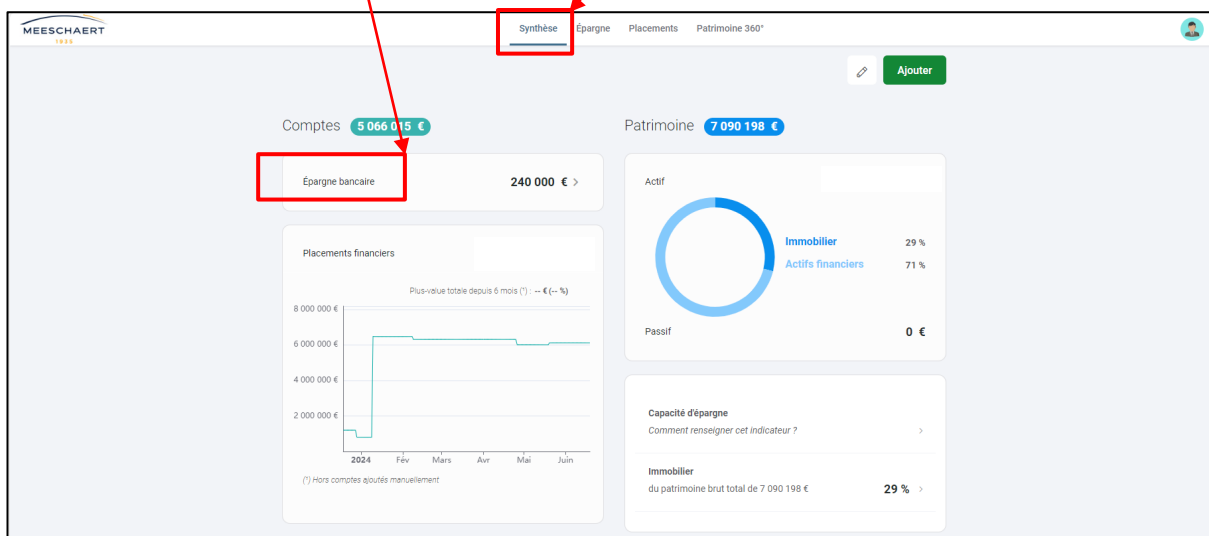 MEESCHAERT
1935
Synthèse Épargne Placements Patrimoine 360°
Ajouter
Comptes 5 066 015 €
Épargne bancaire 240 000 € >
Placements financiers
Plus-value totale depuis 6 mois (*) : -- € (-- %)
8 000 000 €
6 000 000 €
4 000 000 €
2 000 000 €
2024 Fév Mars Avr Mai Juin
(*) Hors comptes ajoutés manuellement
Patrimoine 7 090 198 €
Actif
Immobilier 29 %
Actifs financiers 71 %
Passif 0 €
Capacité d'épargne
Comment renseigner cet indicateur ? >
Immobilier
du patrimoine brut total de 7 090 198 € 29 % >